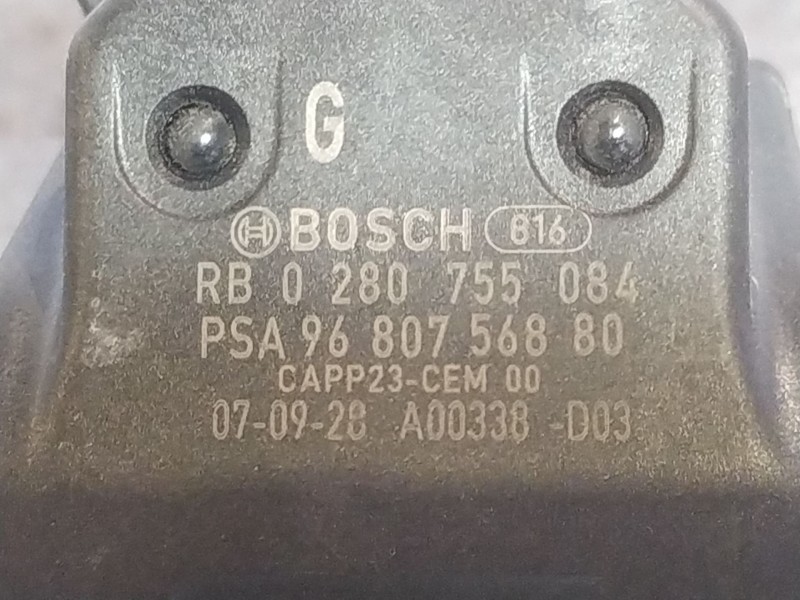 G
BOSCH 816
RB 0 280 755 084
PSA 96 807 568 80
CAPP23-CEM 00
07-09-28 A00338 -D03